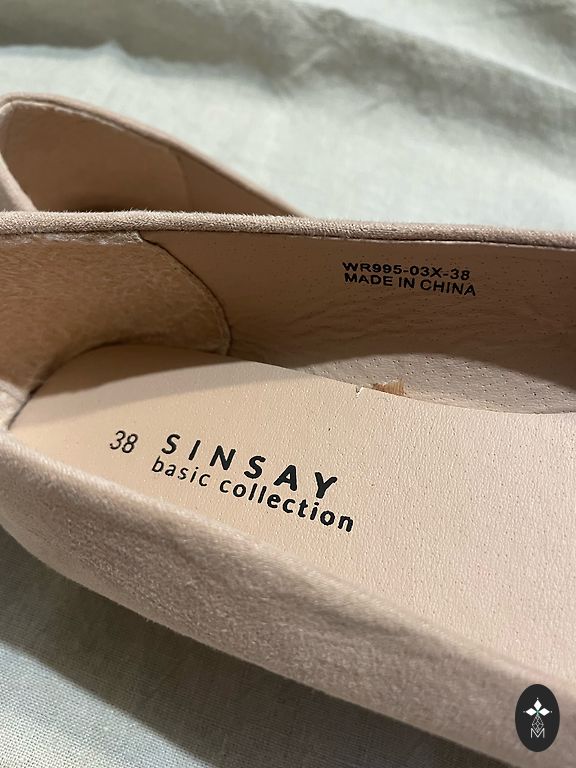 WR995-03X-38
MADE IN CHINA
38 SINSAY
basic collection